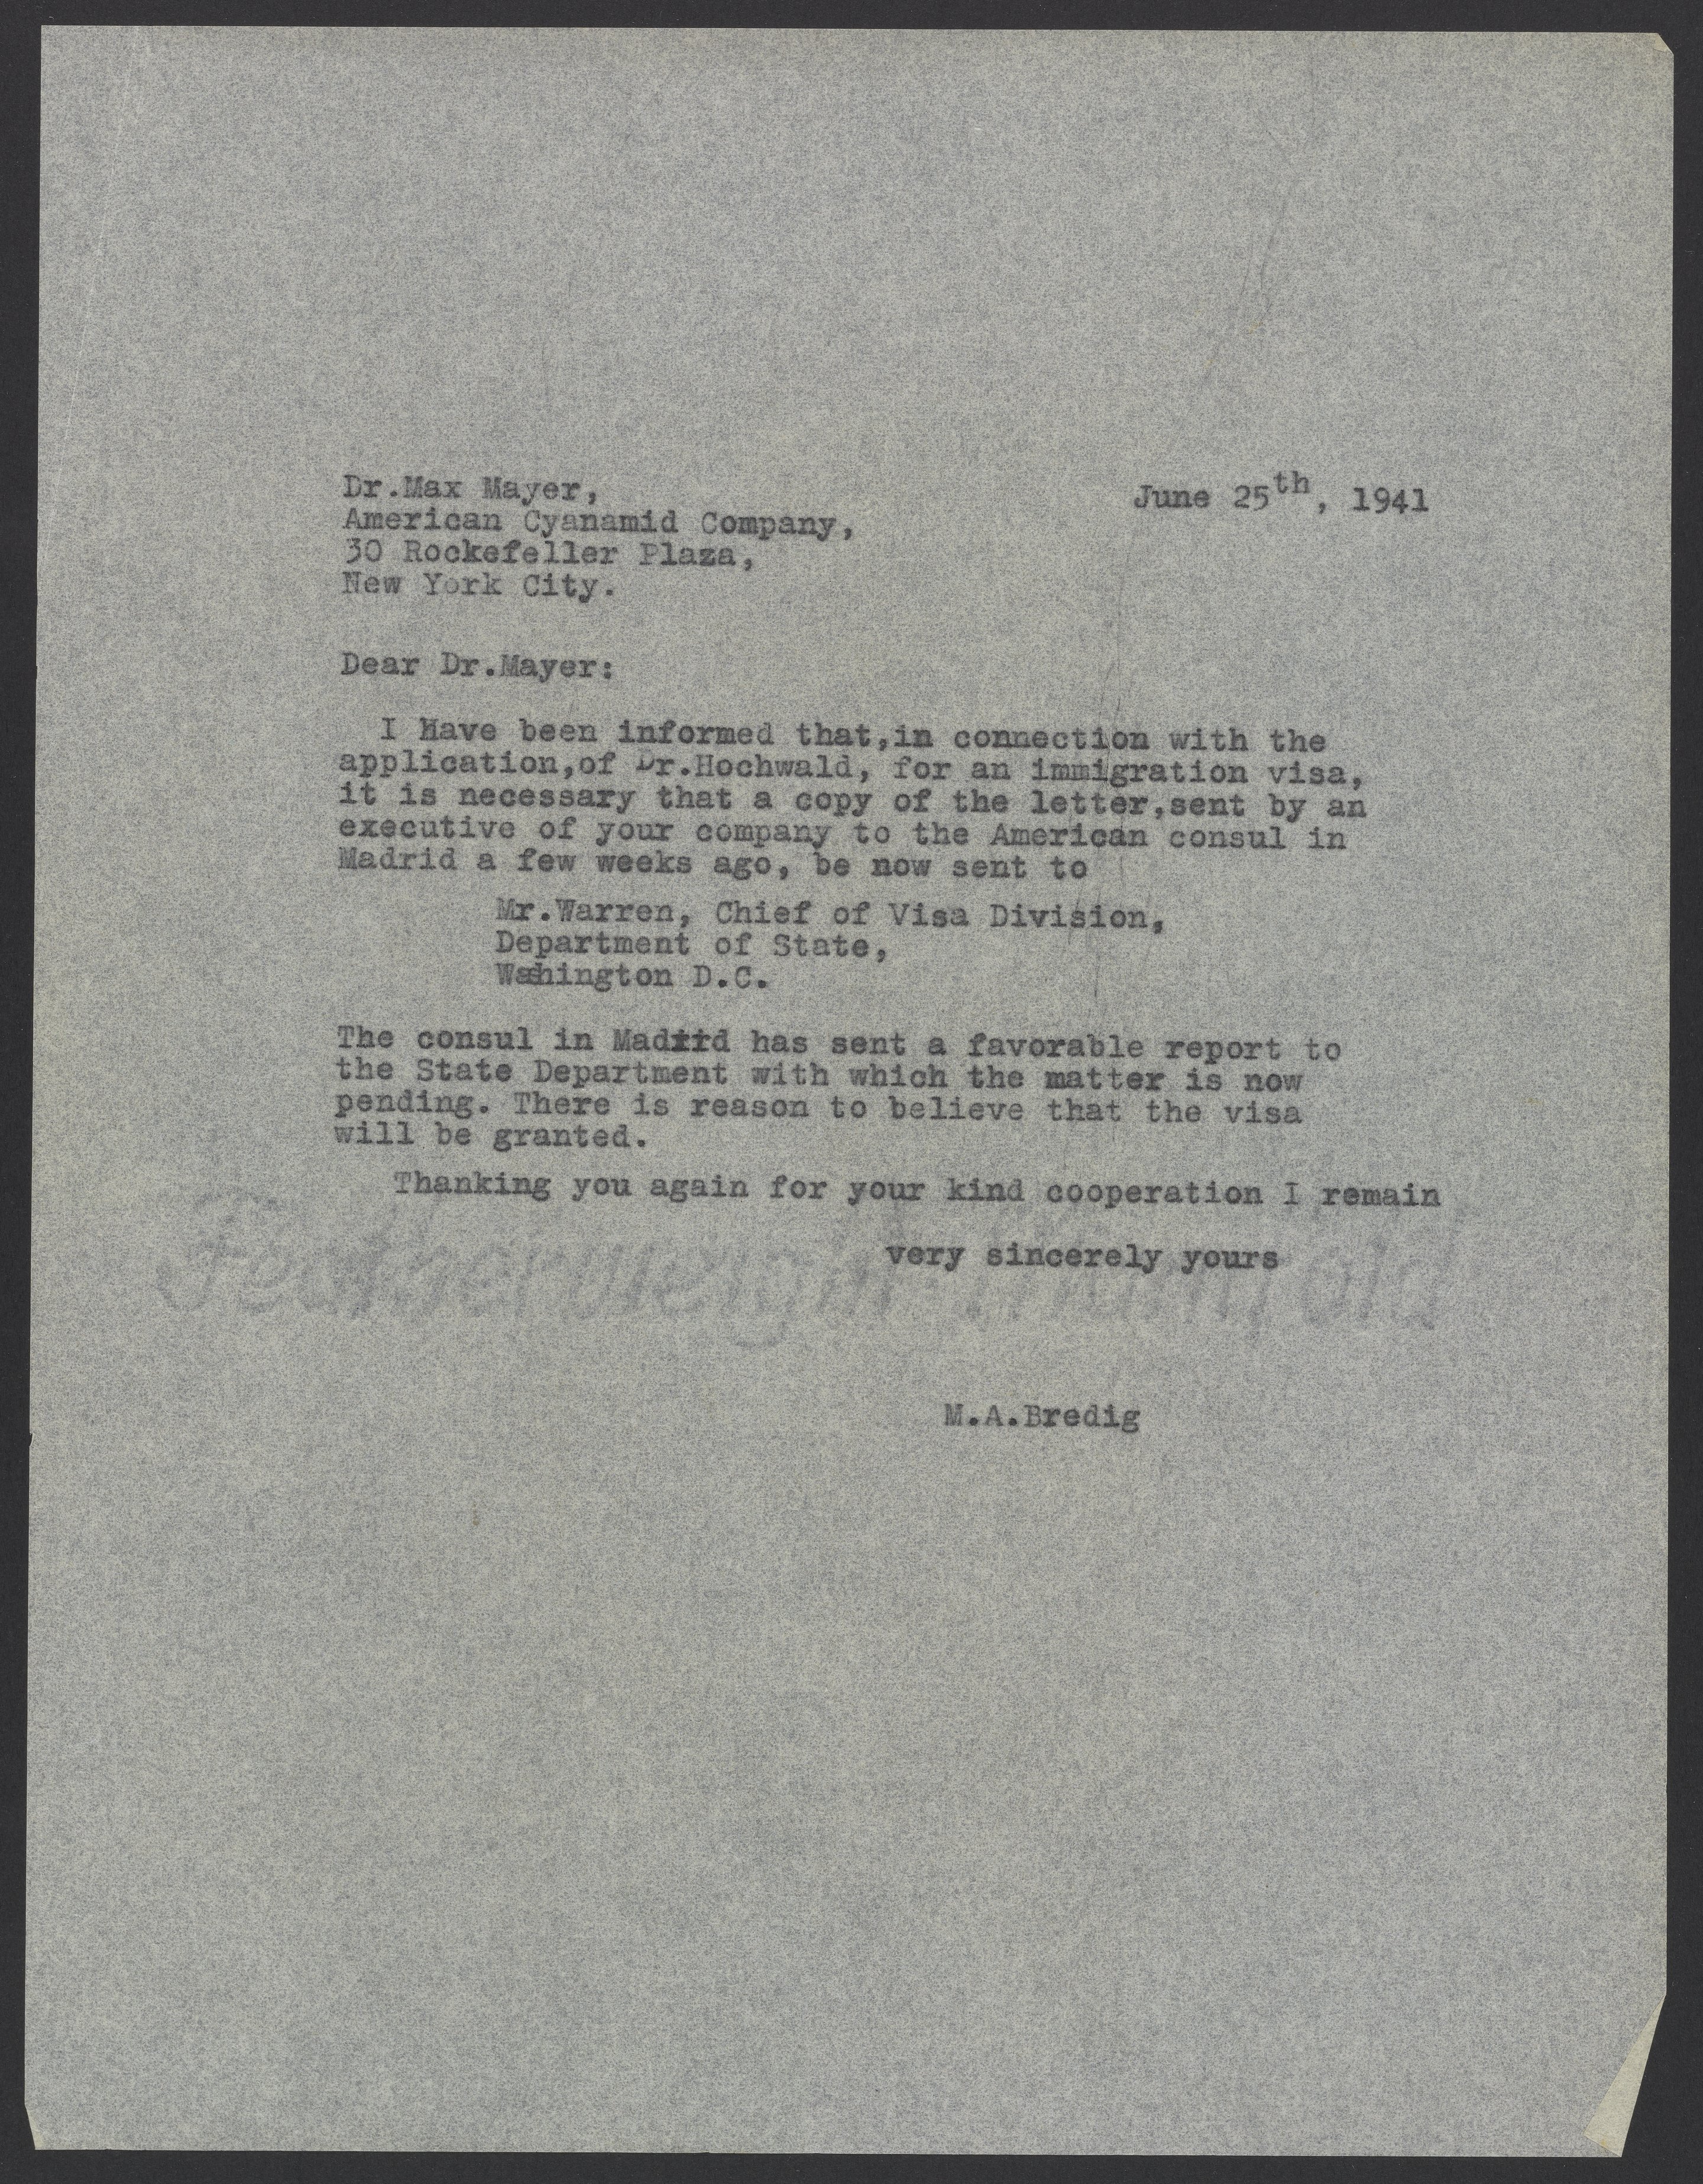 Dr.Max Mayer,
American Cyanamid Company,
30 Rockefeller Plaza,
New York City.
June 25th, 1941
Dear Dr.Mayer:
I Have been informed that,in connection with the
application,of Dr.Hochwald, for an immigration visa,
it is necessary that a copy of the letter,sent by an
executive of your company to the American consul in
Madrid a few weeks ago, be now sent to
Mr.Warren, Chief of Visa Division,
Department of State,
Washington D.C.
The consul in Madrid has sent a favorable report to
the State Department with which the matter is now
pending. There is reason to believe that the visa
will be granted.
Thanking you again for your kind cooperation I remain
very sincerely yours
Featherweight Manifold
M.A.Bredig